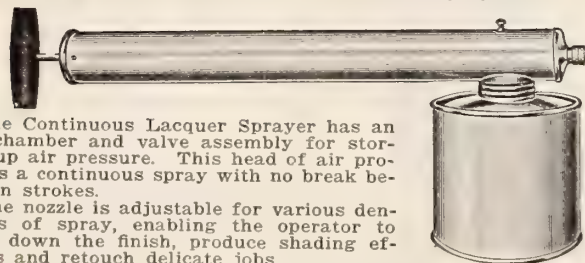 e Continuous Lacquer Sprayer has an
chamber and valve assembly for stor-
up air pressure. This head of air pro-
s a continuous spray with no break be-
n strokes.
e nozzle is adjustable for various den-
s of spray, enabling the operator to
down the finish, produce shading ef-
s and retouch delicate jobs.